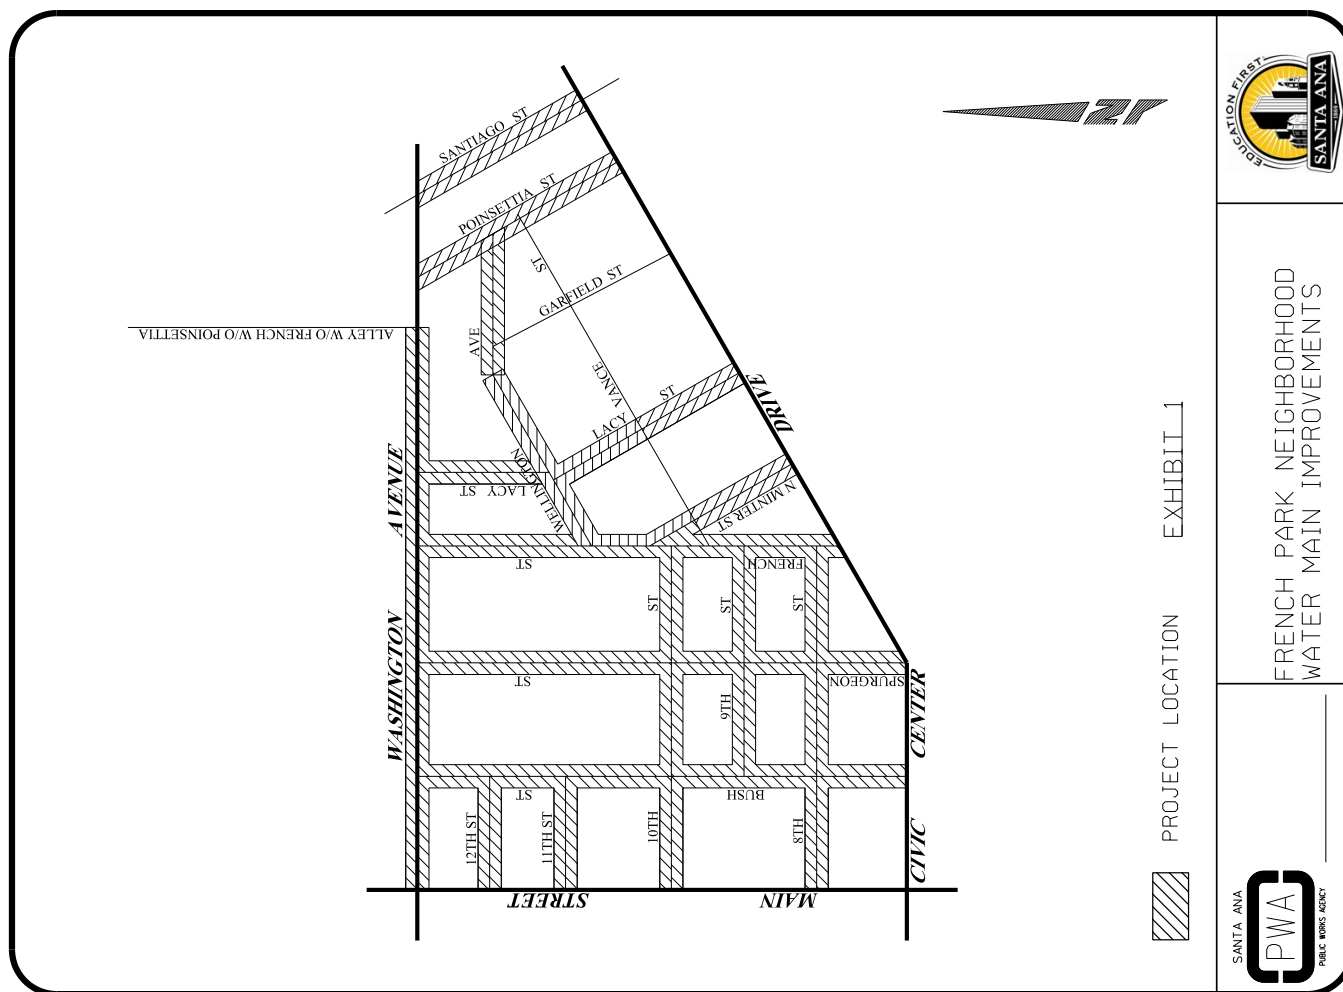 EDUCATION FIRST
SANTA ANA
FRENCH PARK NEIGHBORHOOD
WATER MAIN IMPROVEMENTS
SANTA ANA
PWA
PUBLIC WORKS AGENCY
EXHIBIT 1
PROJECT LOCATION
SANTIAGO ST
POINSETTIA ST
ALLEY W/O FRENCH W/O POINSETTIA
GARFIELD ST
VANCE ST
WELLINGTON AVE
LACY ST
LACY ST
N MINTER ST
WASHINGTON AVENUE
FRENCH ST
SPURGEON ST
BUSH ST
12TH ST
11TH ST
10TH ST
9TH ST
8TH ST
MAIN STREET
CIVIC CENTER DRIVE